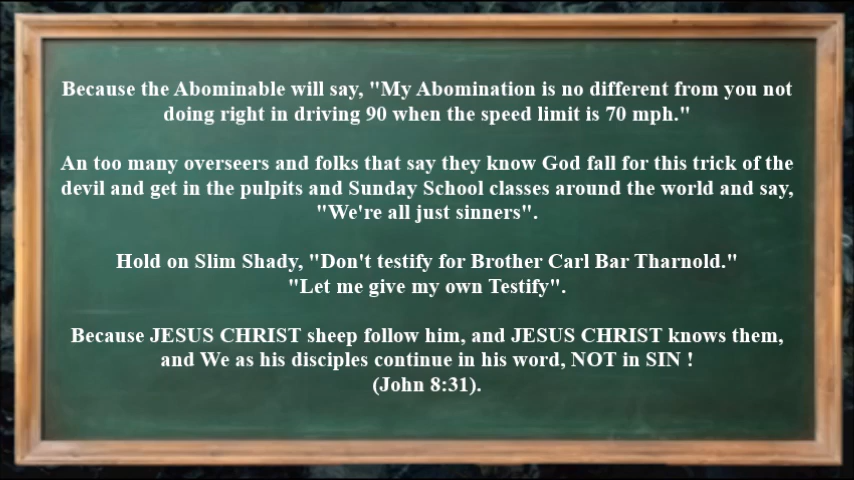 Because the Abominable will say, "My Abomination is no different from you not
doing right in driving 90 when the speed limit is 70 mph."
An too many overseers and folks that say they know God fall for this trick of the
devil and get in the pulpits and Sunday School classes around the world and say,
"We're all just sinners".
Hold on Slim Shady, "Don't testify for Brother Carl Bar Tharnold."
"Let me give my own Testify".
Because JESUS CHRIST sheep follow him, and JESUS CHRIST knows them,
and We as his disciples continue in his word, NOT in SIN !
(John 8:31).